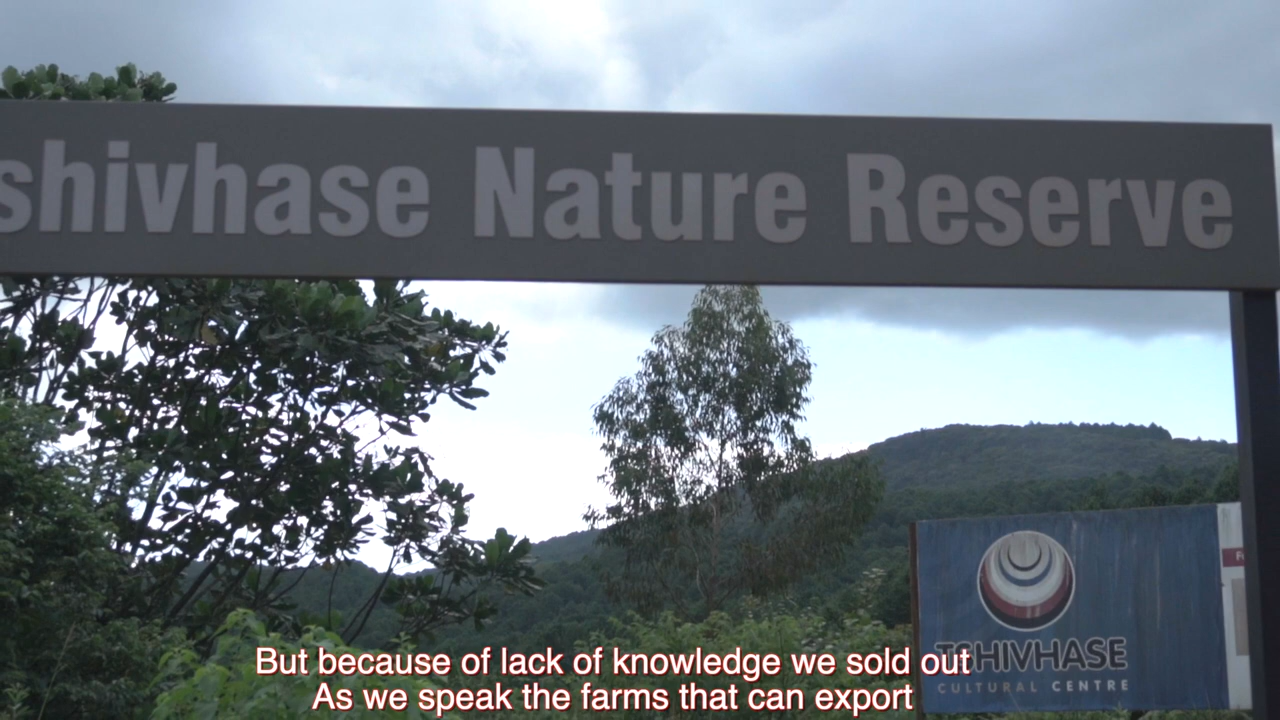 shivhase Nature Reserve
TSHIVHASE
CULTURAL CENTRE
But because of lack of knowledge we sold out
As we speak the farms that can export